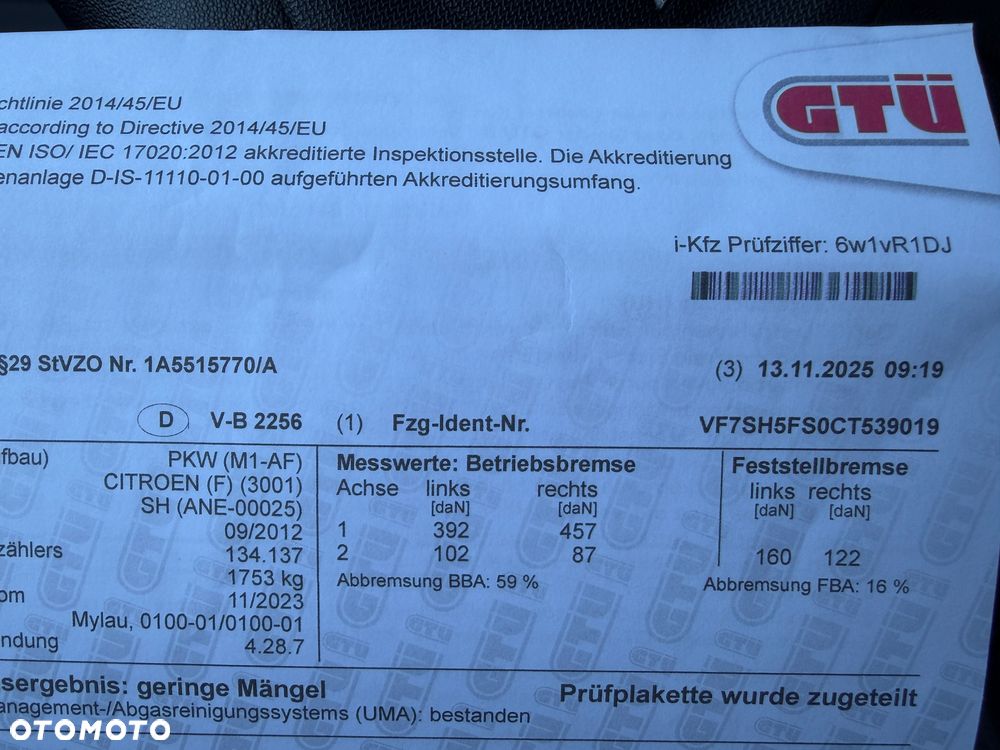 GTÜ
chtlinie 2014/45/EU
according to Directive 2014/45/EU
EN ISO/ IEC 17020:2012 akkreditierte Inspektionsstelle. Die Akkreditierung
enanlage D-IS-11110-01-00 aufgeführten Akkreditierungsumfang.
i-Kfz Prüfziffer: 6w1vR1DJ
§29 StVZO Nr. 1A5515770/A (3) 13.11.2025 09:19
D V-B 2256 (1) Fzg-Ident-Nr. VF7SH5FS0CT539019
fbau) PKW (M1-AF)
CITROEN (F) (3001)
SH (ANE-00025)
09/2012
zählers 134.137
1753 kg
om 11/2023
Mylau, 0100-01/0100-01
ndung 4.28.7
Messwerte: Betriebsbremse
Achse links rechts
[daN] [daN]
1 392 457
2 102 87
Abbremsung BBA: 59 %
Feststellbremse
links rechts
[daN] [daN]
160 122
Abbremsung FBA: 16 %
sergebnis: geringe Mängel Prüfplakette wurde zugeteilt
anagement-/Abgasreinigungssystems (UMA): bestanden
OTOMOTO